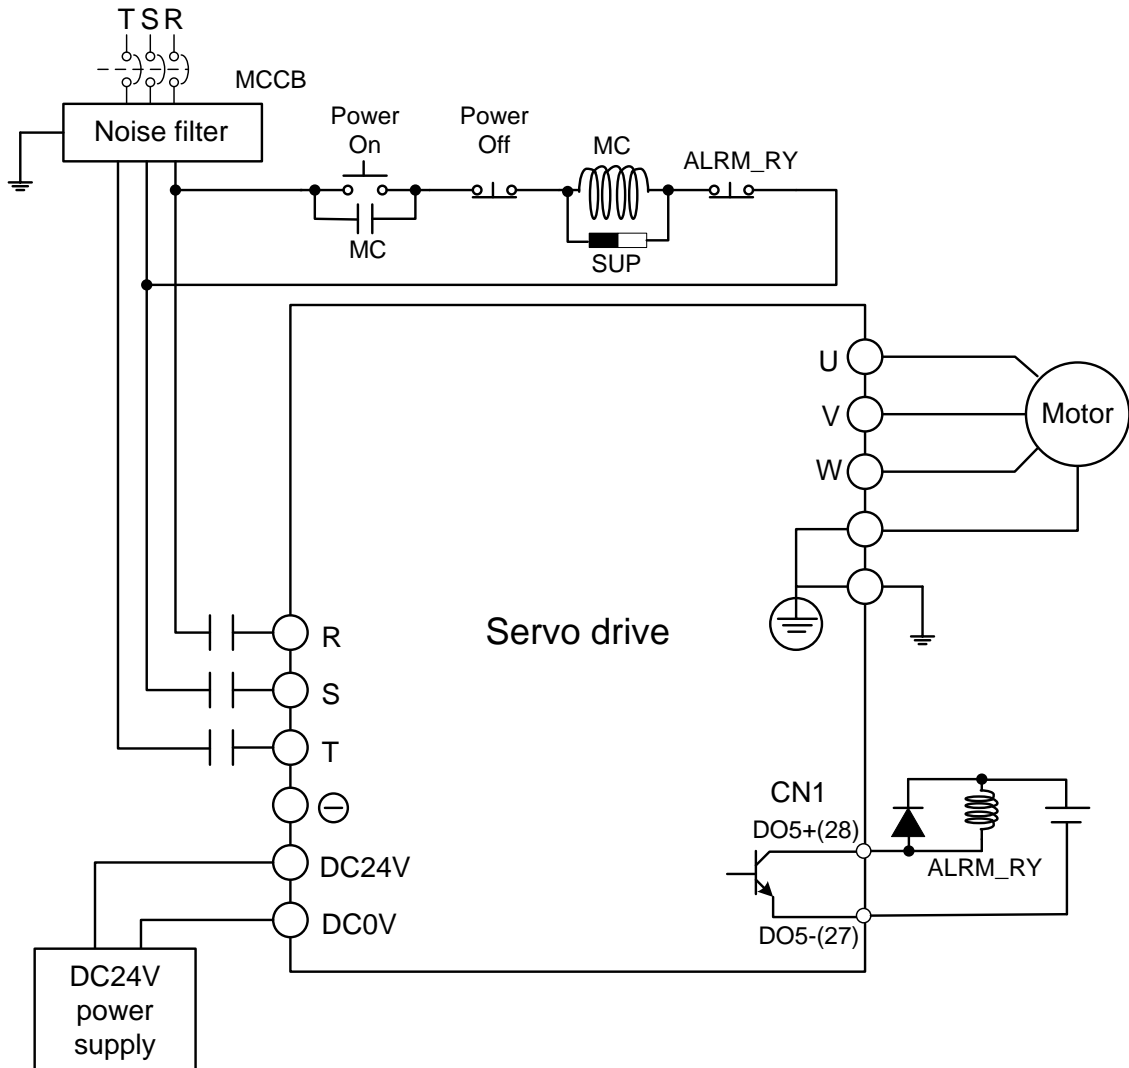 T S R
MCCB
Noise filter
Power
On
Power
Off
MC
ALRM_RY
MC
SUP
U
V
Motor
W
Servo drive
R
S
T
CN1
DO5+(28)
ALRM_RY
DC24V
DC0V
DO5-(27)
DC24V
power
supply